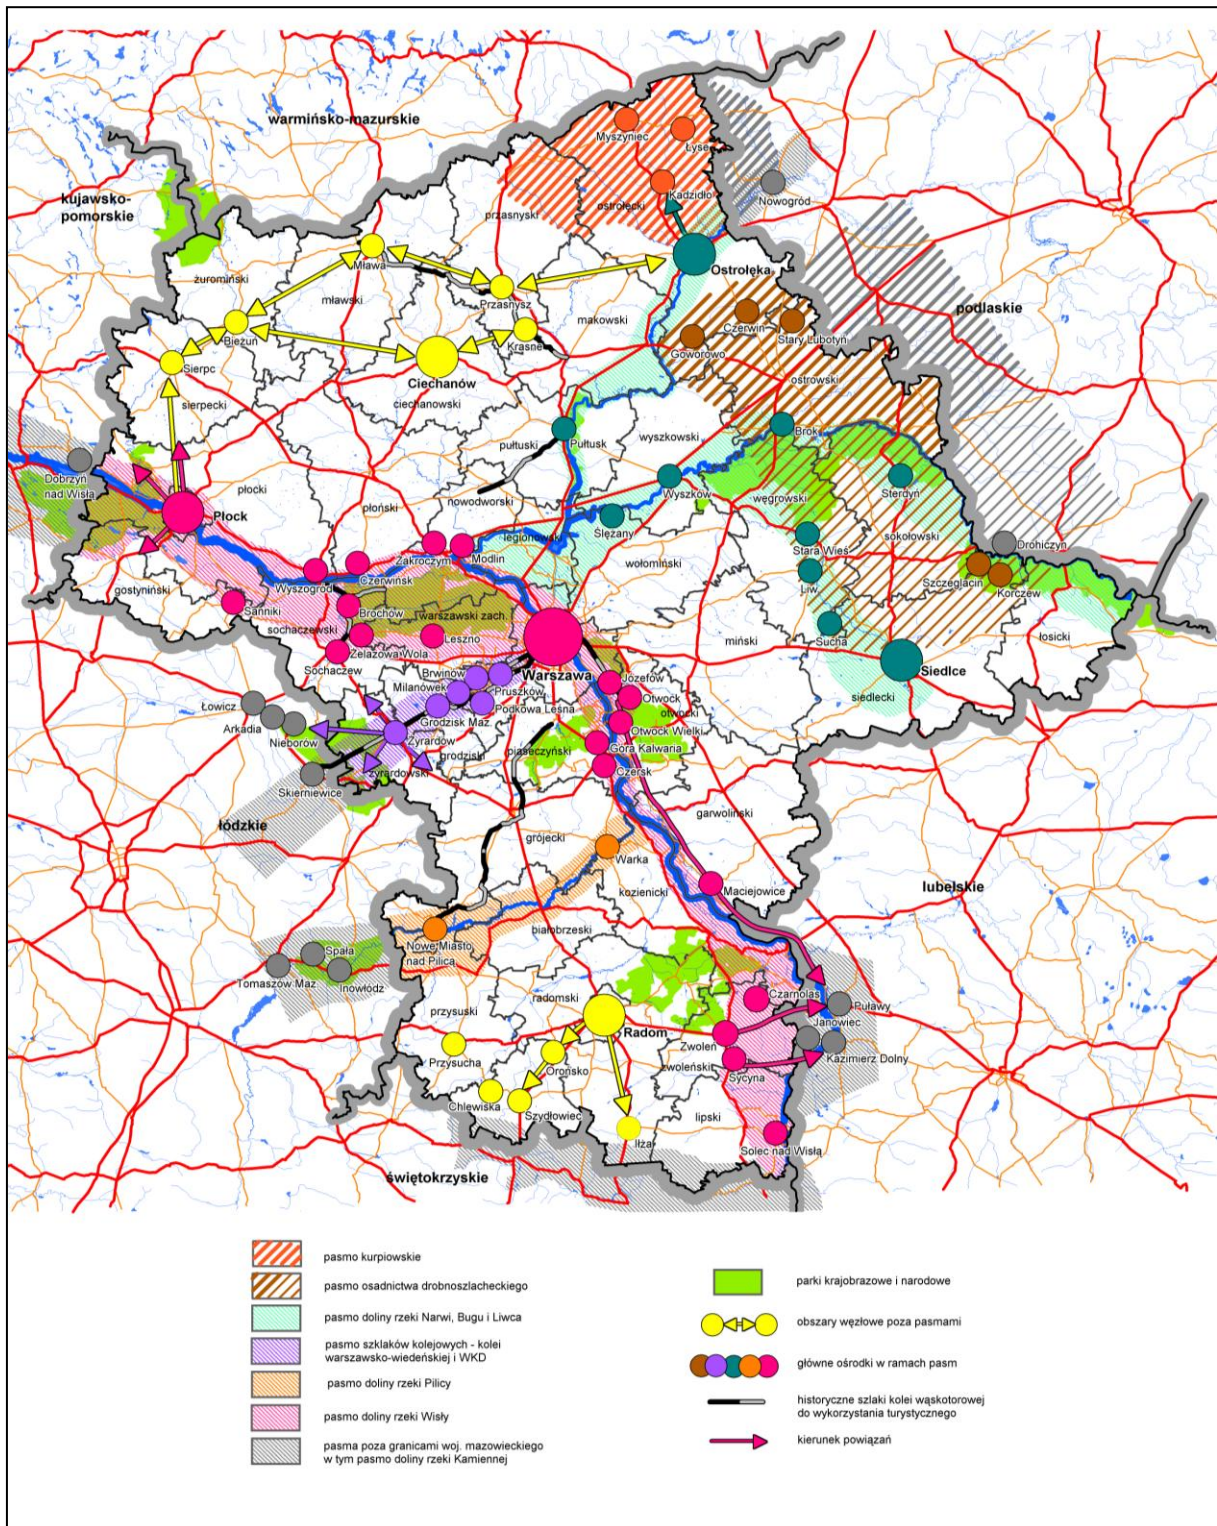 warmińsko-mazurskie
kujawsko-
pomorskie
Myszyniec
Łyse
Kadzidło
Nowogród
przasnyski
ostrołęcki
Ostrołęka
podlaskie
Mława
żuromiński
mławski
Przasnysz
makowski
Czerwin
Stary Lubotyń
Goworowo
Bieżuń
Krasne
Sierpc
Ciechanów
ciechanowski
ostrowski
sierpecki
Brok
Pułtusk
pułtuski
wyszkowski
Dobrzyń
nad Wisłą
płocki
Płock
płoński
nowodworski
Wyszków
węgrowski
Sterdyń
Ślężany
legionowski
Stara Wieś
sokołowski
Drohiczyn
Zakroczym
Modlin
wołomiński
Liw
Szczeglacin
Korczew
gostyniński
Wyszogród
Czerwińsk
Sanniki
Brochów
warszawski zach.
sochaczewski
Leszno
Żelazowa Wola
Sochaczew
Sucha
łosicki
miński
Siedlce
siedlecki
Warszawa
Brwinów
Milanówek
Pruszków
Podkowa Leśna
Grodzisk Maz.
Józefów
Otwock
otwocki
Otwock Wielki
Łowicz
Arkadia
Nieborów
Żyrardów
grodziski
żyrardowski
piaseczyński
Góra Kalwaria
Czersk
Skierniewice
łódzkie
garwoliński
grójecki
Warka
kozienicki
Maciejowice
lubelskie
białobrzeski
Nowe Miasto
nad Pilicą
Spała
Tomaszów Maz
Inowłódz
Czarnolas
Puławy
Janowiec
Kazimierz Dolny
radomski
Radom
przysuski
Przysucha
Orońsko
Zwoleń
zwoleński
Sycyna
Chlewiska
Szydłowiec
Iłża
lipski
Solec nad Wisłą
świętokrzyskie
pasmo kurpiowskie
pasmo osadnictwa drobnoszlacheckiego
pasmo doliny rzeki Narwi, Bugu i Liwca
pasmo szklaków kolejowych - kolei
warszawsko-wiedeńskiej i WKD
pasmo doliny rzeki Pilicy
pasmo doliny rzeki Wisły
pasma poza granicami woj. mazowieckiego
w tym pasmo doliny rzeki Kamiennej
parki krajobrazowe i narodowe
obszary węzłowe poza pasmami
główne ośrodki w ramach pasm
historyczne szlaki kolei wąskotorowej
do wykorzystania turystycznego
kierunek powiązań